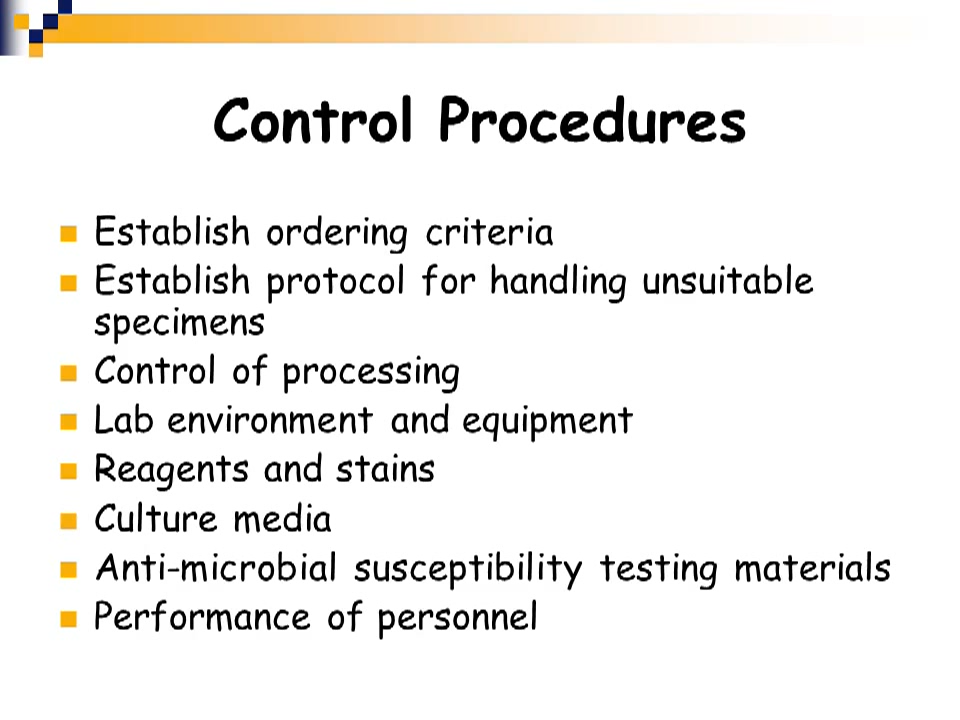 Control Procedures
Establish ordering criteria
Establish protocol for handling unsuitable
specimens
Control of processing
Lab environment and equipment
Reagents and stains
Culture media
Anti-microbial susceptibility testing materials
Performance of personnel